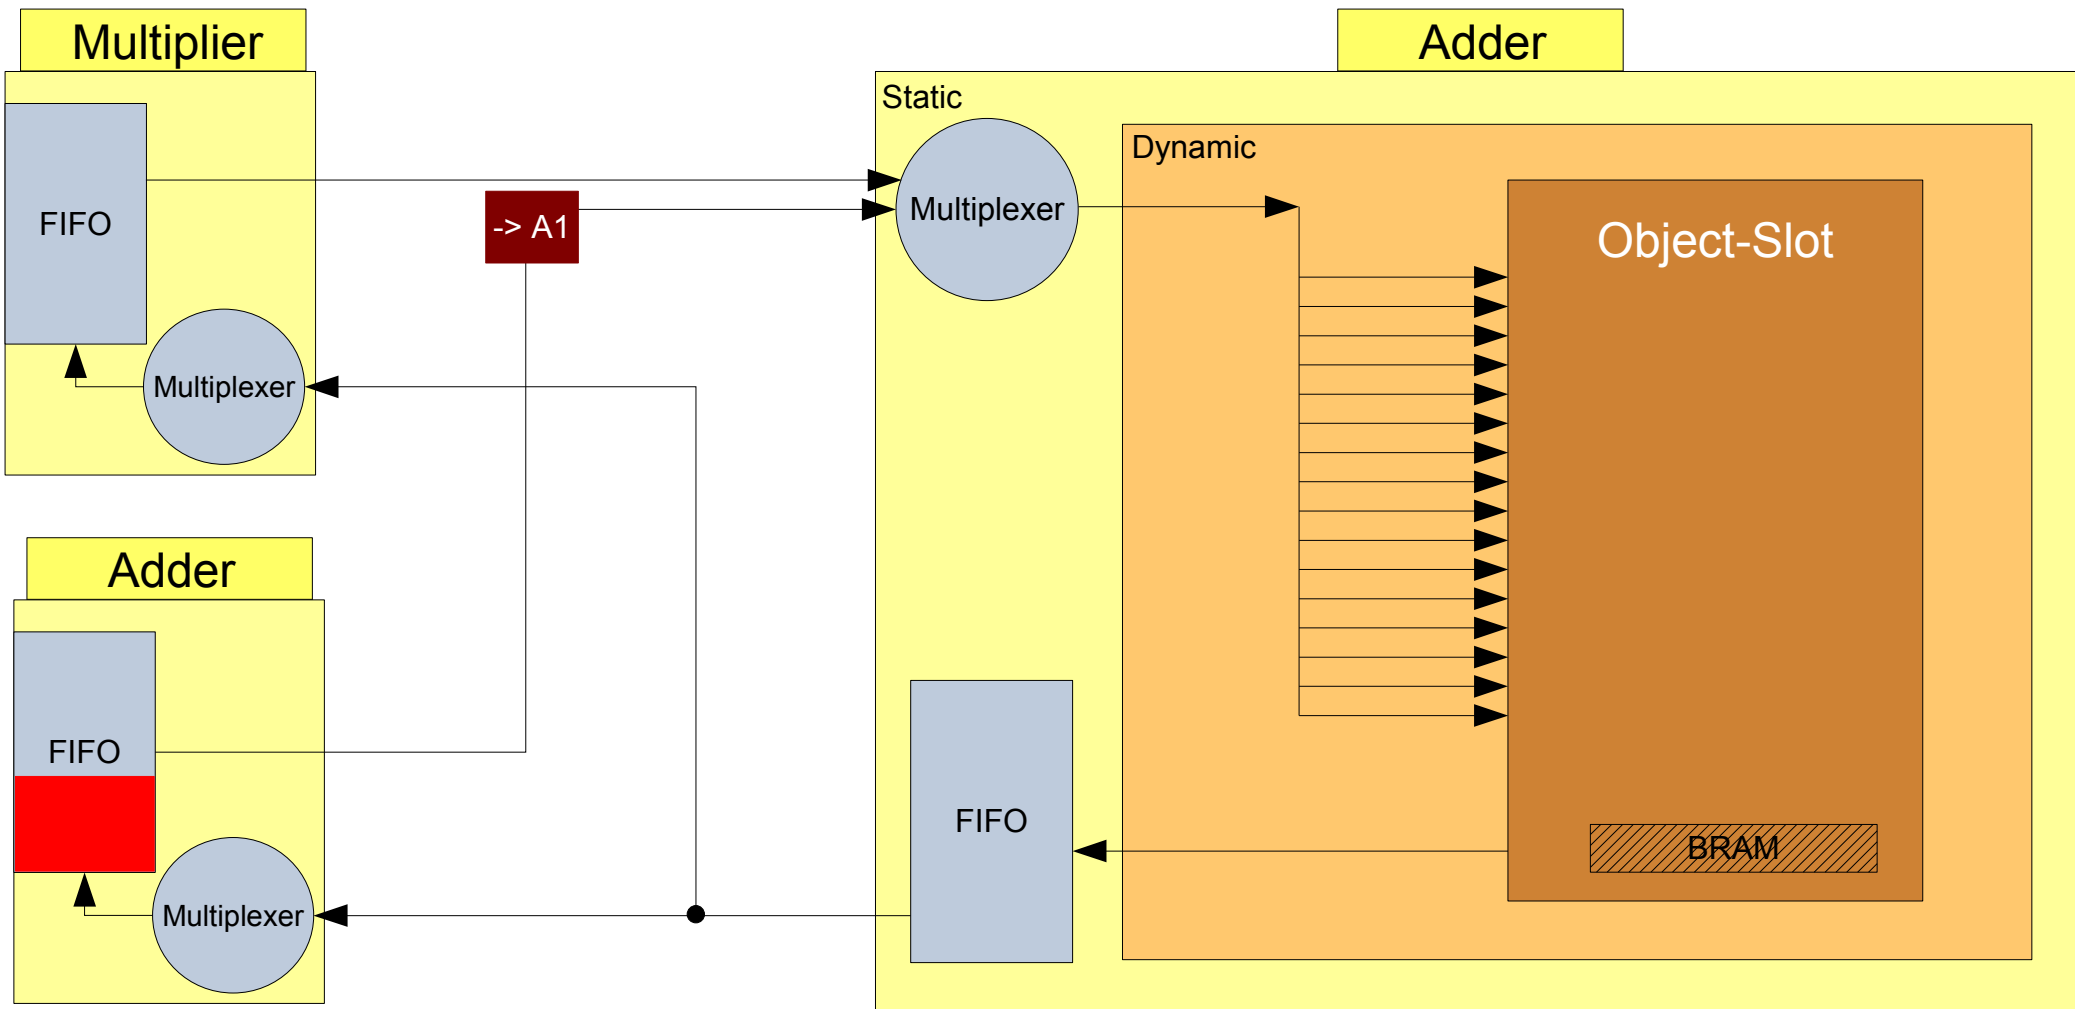 Multiplier
Adder
Static
Dynamic
FIFO
-> A1
Multiplexer
Object-Slot
Multiplexer
Adder
FIFO
FIFO
BRAM
Multiplexer